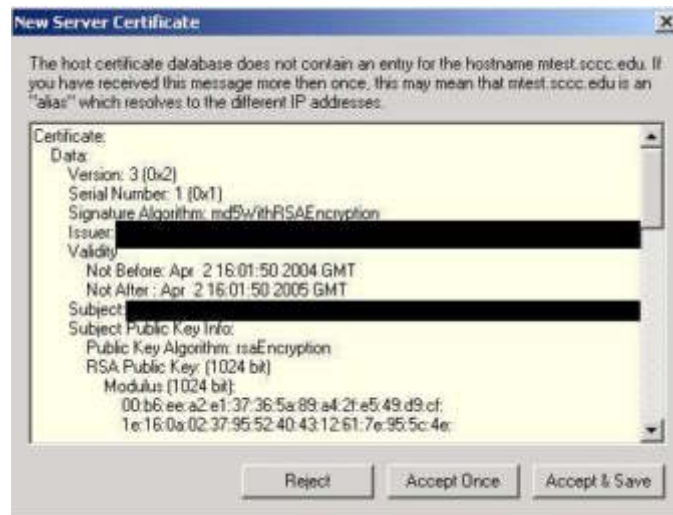 New Server Certificate
The host certificate database does not contain an entry for the hostname mtest.sccc.edu. If
you have received this message more then once, this may mean that mtest.sccc.edu is an
"alias" which resolves to the different IP addresses.
Certificate:
Data:
Version: 3 (0x2)
Serial Number: 1 (0x1)
Signature Algorithm: md5WithRSAEncryption
Issuer:
Validity
Not Before: Apr 2 16:01:50 2004 GMT
Not After : Apr 2 16:01:50 2005 GMT
Subject:
Subject Public Key Info:
Public Key Algorithm: rsaEncryption
RSA Public Key: (1024 bit)
Modulus (1024 bit):
00:b6:ee:a2:e1:37:36:5a:89:a4:2f:e5:49:d9:cf:
1e:16:0a:02:37:95:52:40:43:12:61:7e:95:5c:4e:
Reject Accept Once Accept & Save